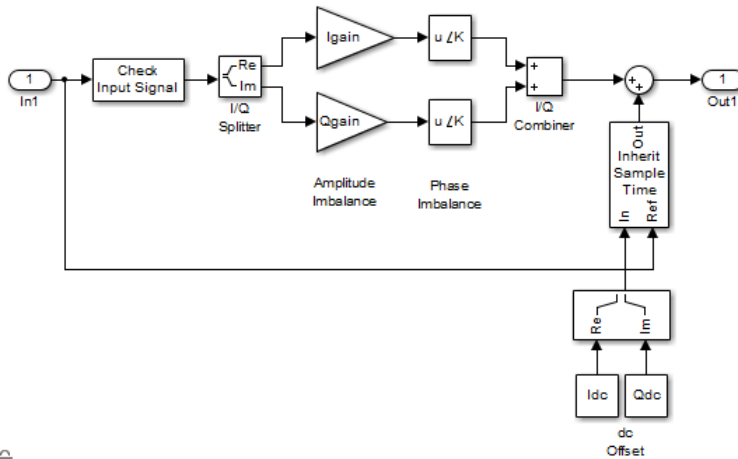 1
In1
Check
Input Signal
Re
Im
I/Q
Splitter
Igain
Qgain
Amplitude
Imbalance
u∠K
u∠K
Phase
Imbalance
+
+
I/Q
Combiner
+
+
1
Out1
Out
Inherit
Sample
Time
In
Ref
Re
Im
Idc
Qdc
dc
Offset